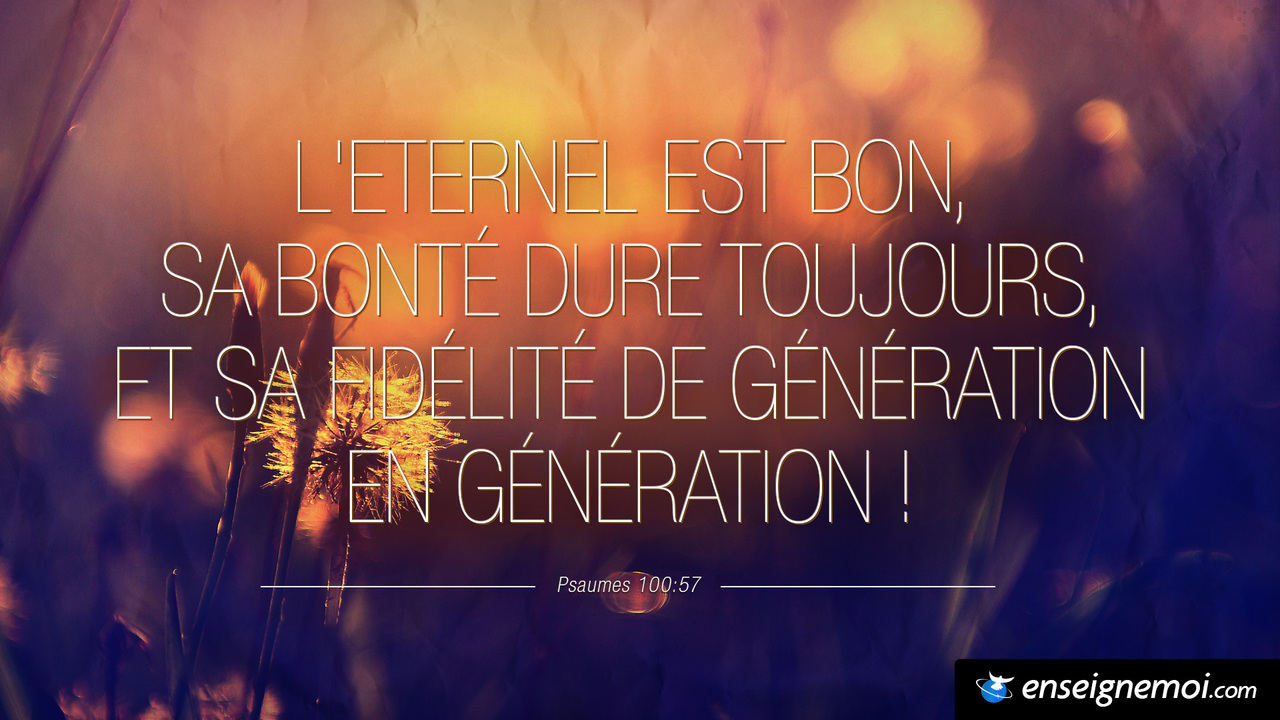 L'ETERNEL EST BON,
SA BONTÉ DURE TOUJOURS,
ET SA FIDÉLITÉ DE GÉNÉRATION
EN GÉNÉRATION !
Psaumes 100:57
enseignemoi.com